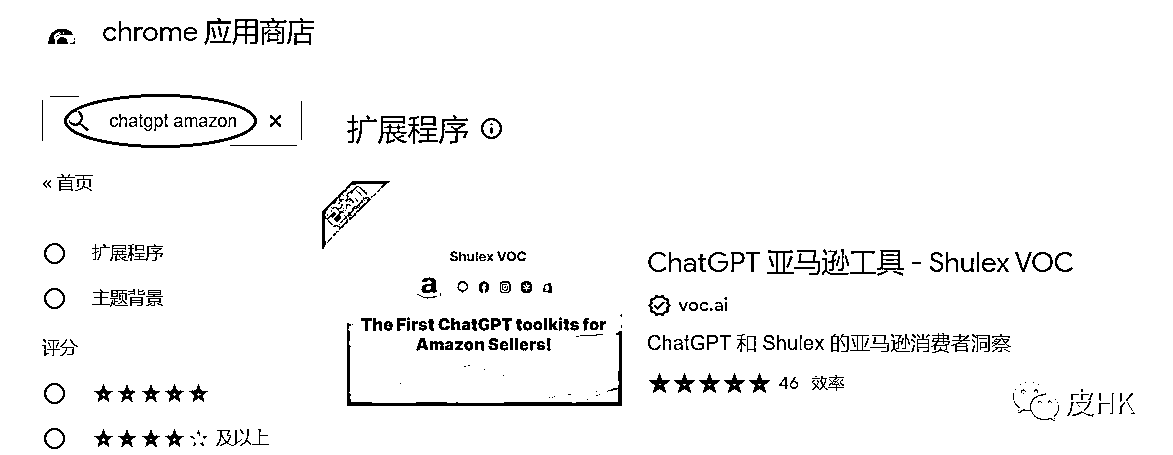 chrome 应用商店
chatgpt amazon
扩展程序
« 首页
扩展程序
主题背景
评分
及以上
Shulex VOC
The First ChatGPT toolkits for
Amazon Sellers!
ChatGPT 亚马逊工具 - Shulex VOC
voc.ai
ChatGPT 和 Shulex 的亚马逊消费者洞察
★★★★★ 46 效率
皮HK